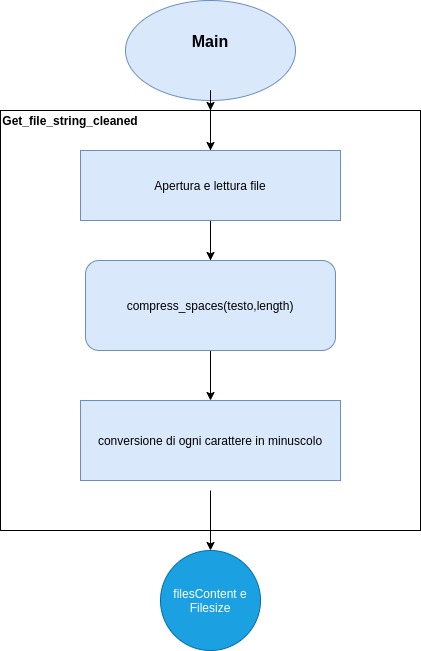 Main
Get_file_string_cleaned
Apertura e lettura file
compress_spaces(testo,length)
conversione di ogni carattere in minuscolo
filesContent e
Filesize